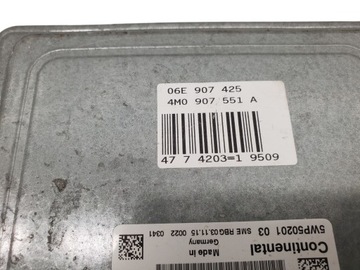 06E 907 425
4M0 907 551 A
47 7 4203=1 9509
Continental
Made in
Germany
5WP50201 03 SME RBG03.11.15 0022 0341